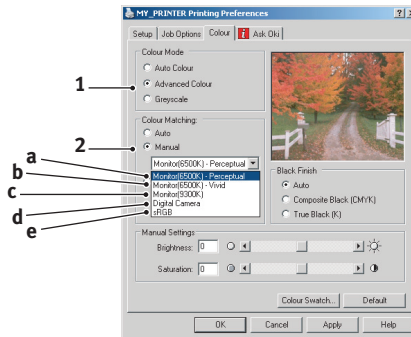 MY_PRINTER Printing Preferences
Setup Job Options Colour Ask Oki
Colour Mode
Auto Colour
1 Advanced Colour
Greyscale
Colour Matching:
Auto
2 Manual
Monitor(6500K) - Perceptual
a Monitor(6500K) - Perceptual
b Monitor(6500K) - Vivid
c Monitor(9300K)
d Digital Camera
e sRGB
Black Finish
Auto
Composite Black (CMYK)
True Black (K)
Manual Settings
Brightness: 0
Saturation: 0
Colour Swatch... Default
OK Cancel Apply Help